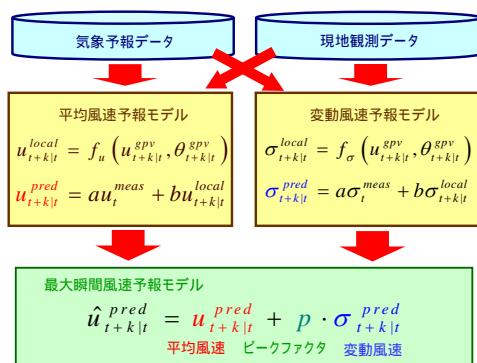 気象予報データ
現地観測データ
平均風速予報モデル
u^{local}_{t+k|t} = f_u (u^{gpv}_{t+k|t}, θ^{gpv}_{t+k|t})
u^{pred}_{t+k|t} = au^{meas}_t + bu^{local}_{t+k|t}
変動風速予報モデル
σ^{local}_{t+k|t} = f_σ (u^{gpv}_{t+k|t}, θ^{gpv}_{t+k|t})
σ^{pred}_{t+k|t} = aσ^{meas}_t + bσ^{local}_{t+k|t}
最大瞬間風速予報モデル
û^{pred}_{t+k|t} = u^{pred}_{t+k|t} + p · σ^{pred}_{t+k|t}
平均風速 ピークファクタ 変動風速